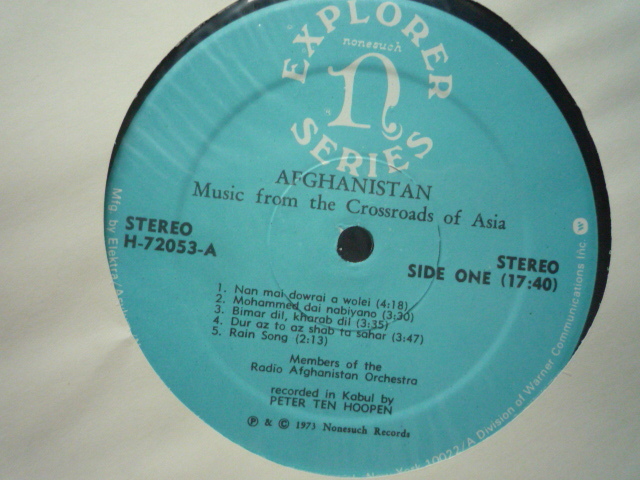 EXPLORER
nonesuch
n
SERIES
AFGHANISTAN
Music from the Crossroads of Asia
STEREO
H-72053-A
STEREO
SIDE ONE (17:40)
1. Nan mai dowrai a wolei (4:18)
2. Mohammed dai nabiyano (3:30)
3. Bimar dil, kharab dil (3:35)
4. Dur az to az shab ta sahar (3:47)
5. Rain Song (2:13)
Members of the
Radio Afghanistan Orchestra
recorded in Kabul by
PETER TEN HOOPEN
℗ & © 1973 Nonesuch Records
Mfg. by Elektra/ York 10022/A Division of Warner Communications Inc. W